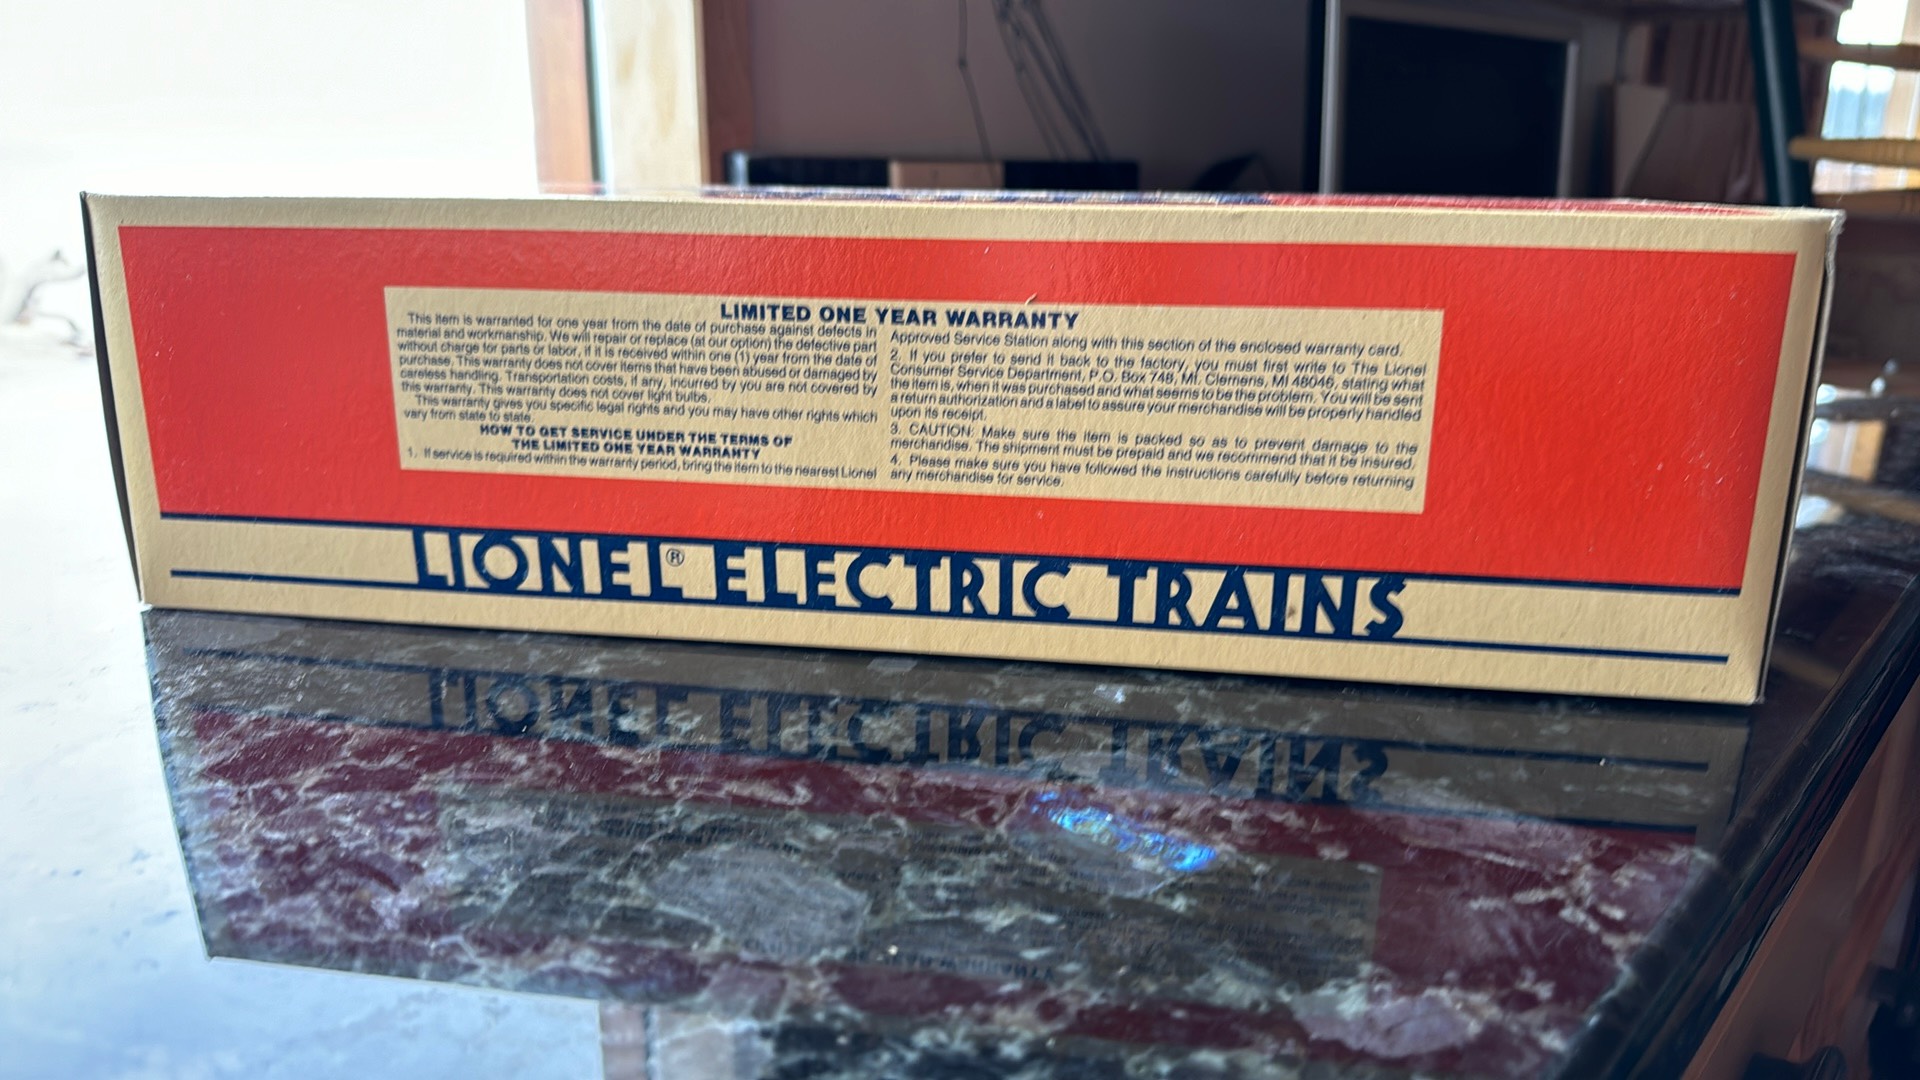 LIMITED ONE YEAR WARRANTY
This item is warranted for one year from the date of purchase against defects in
material and workmanship. We will repair or replace (at our option) the defective part
without charge for parts or labor, if it is received within one (1) year from the date of
purchase. This warranty does not cover items that have been abused or damaged by
careless handling. Transportation costs, if any, incurred by you are not covered by
this warranty. This warranty does not cover light bulbs.
This warranty gives you specific legal rights and you may have other rights which
vary from state to state.
HOW TO GET SERVICE UNDER THE TERMS OF
THE LIMITED ONE YEAR WARRANTY
1. If service is required within the warranty period, bring the item to the nearest Lionel
Approved Service Station along with this section of the enclosed warranty card.
2. If you prefer to send it back to the factory, you must first write to The Lionel
Consumer Service Department, P.O. Box 748, Mt. Clemens, MI 48046, stating what
the item is, when it was purchased and what seems to be the problem. You will be sent
a return authorization and a label to assure your merchandise will be properly handled
upon its receipt.
3. CAUTION: Make sure the item is packed so as to prevent damage to the
merchandise. The shipment must be prepaid and we recommend that it be insured.
4. Please make sure you have followed the instructions carefully before returning
any merchandise for service.
LIONEL® ELECTRIC TRAINS